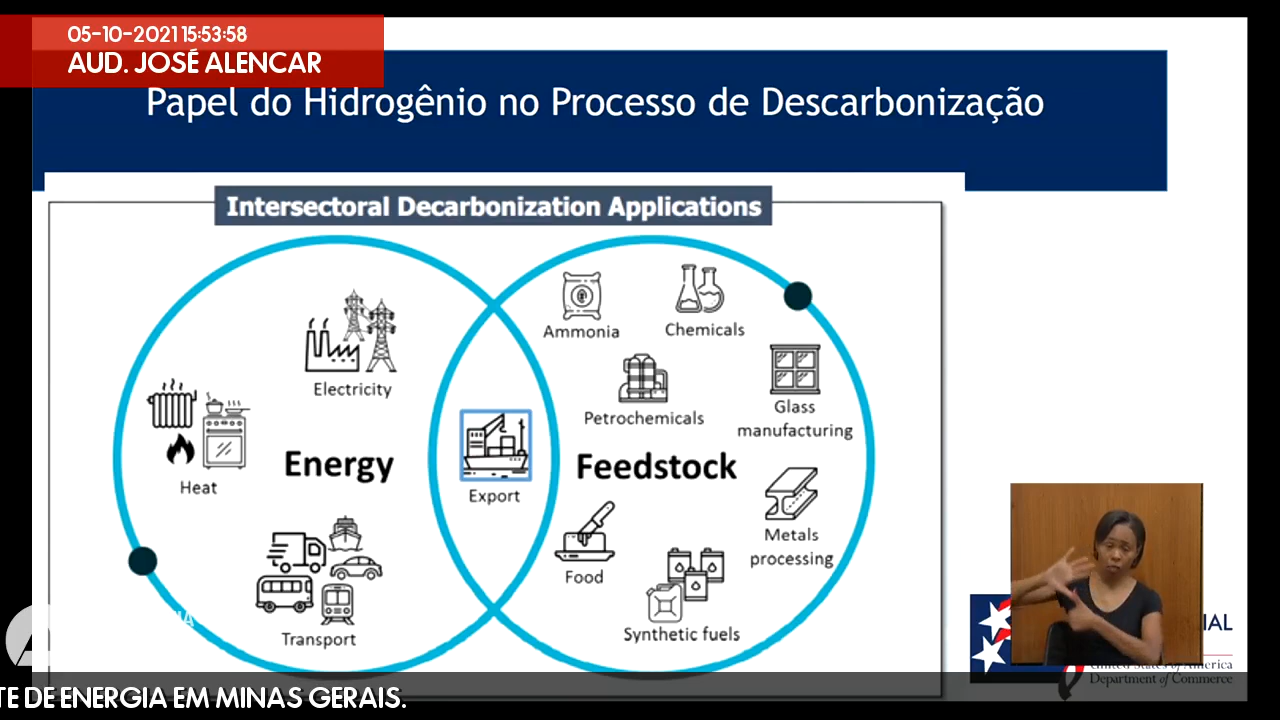 05-10-2021 15:53:58
AUD. JOSÉ ALENCAR
Papel do Hidrogênio no Processo de Descarbonização
Intersectoral Decarbonization Applications
Ammonia
Chemicals
Electricity
Petrochemicals
Glass
manufacturing
Energy
Feedstock
Heat
Export
Metals
processing
Food
Transport
Synthetic fuels
United States of America
Department of Commerce
DE ENERGIA EM MINAS GERAIS.